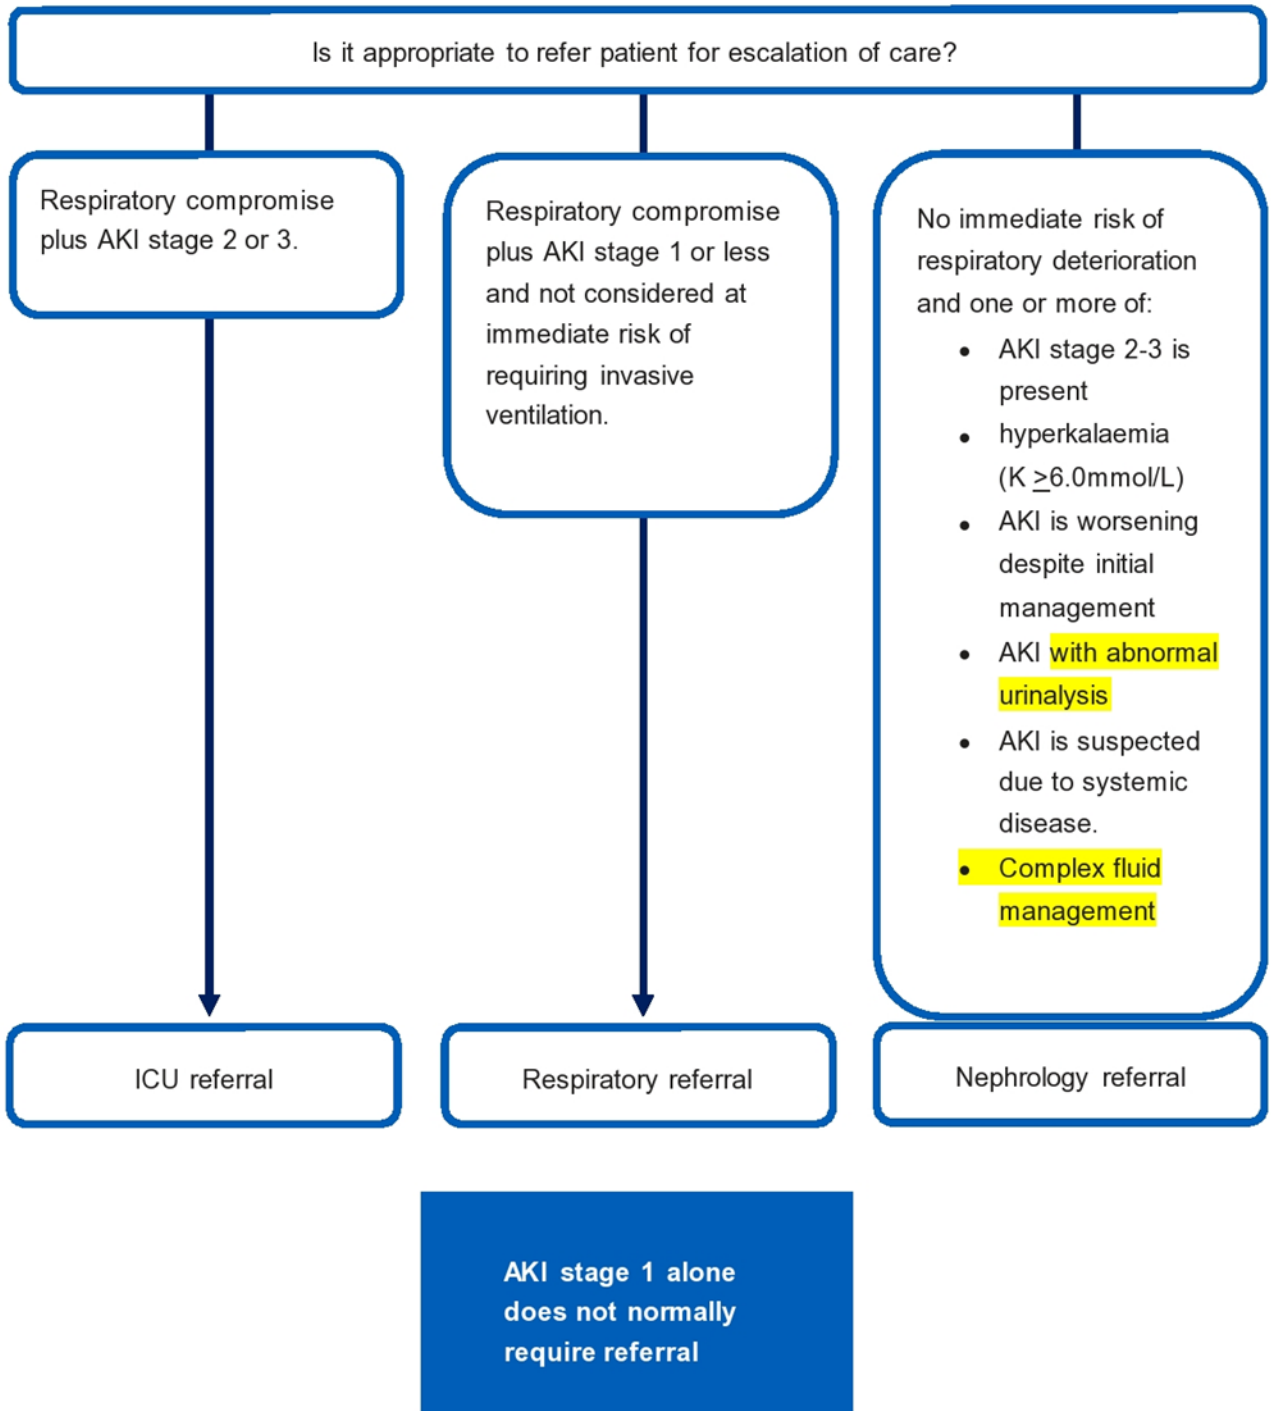 Is it appropriate to refer patient for escalation of care?
Respiratory compromise
plus AKI stage 2 or 3.
Respiratory compromise
plus AKI stage 1 or less
and not considered at
immediate risk of
requiring invasive
ventilation.
No immediate risk of
respiratory deterioration
and one or more of:
• AKI stage 2-3 is
present
• hyperkalaemia
(K ≥6.0mmol/L)
• AKI is worsening
despite initial
management
• AKI with abnormal
urinalysis
• AKI is suspected
due to systemic
disease.
• Complex fluid
management
ICU referral
Respiratory referral
Nephrology referral
AKI stage 1 alone
does not normally
require referral